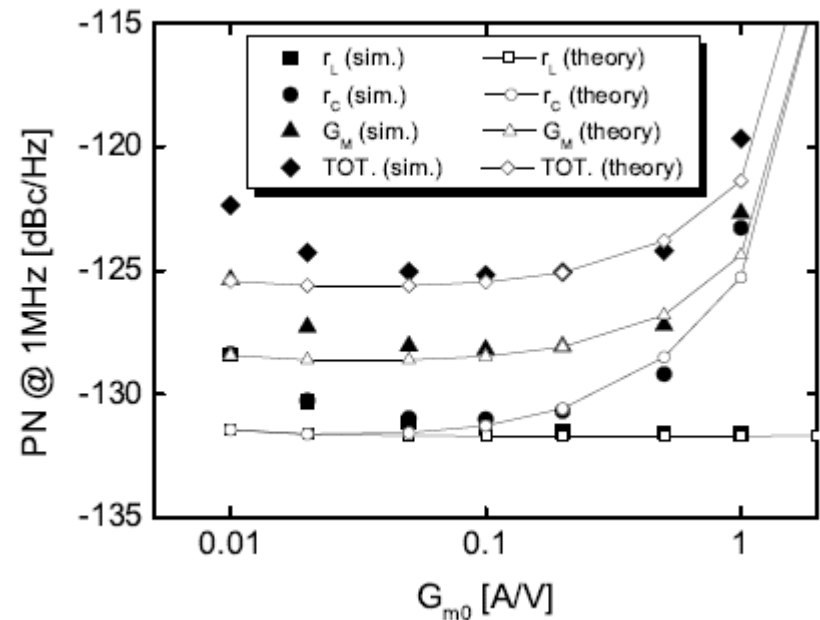 -115
-120
-125
-130
-135
PN @ 1MHz [dBc/Hz]
r_L (sim.) r_L (theory)
r_C (sim.) r_C (theory)
G_M (sim.) G_M (theory)
TOT. (sim.) TOT. (theory)
0.01 0.1 1
G_m0 [A/V]